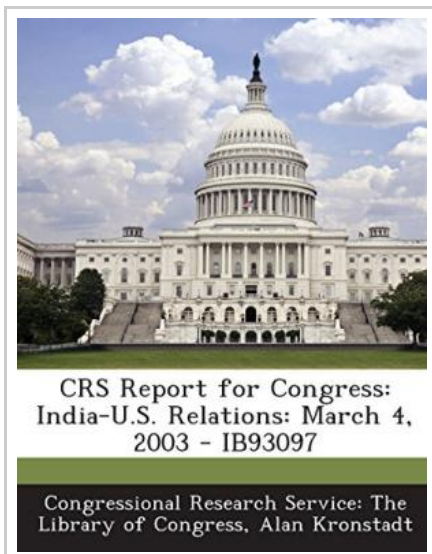 CRS Report for Congress:
India-U.S. Relations: March 4,
2003 - IB93097
Congressional Research Service: The
Library of Congress, Alan Kronstadt